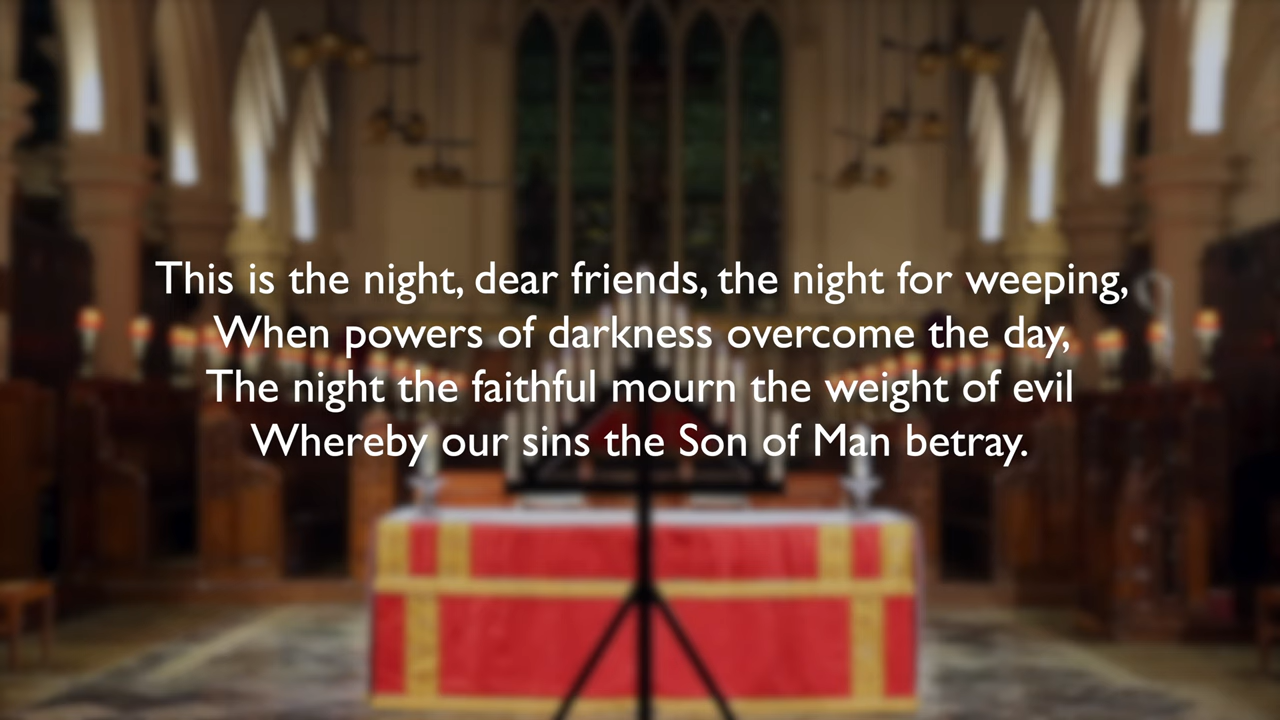 This is the night, dear friends, the night for weeping,
When powers of darkness overcome the day,
The night the faithful mourn the weight of evil
Whereby our sins the Son of Man betray.